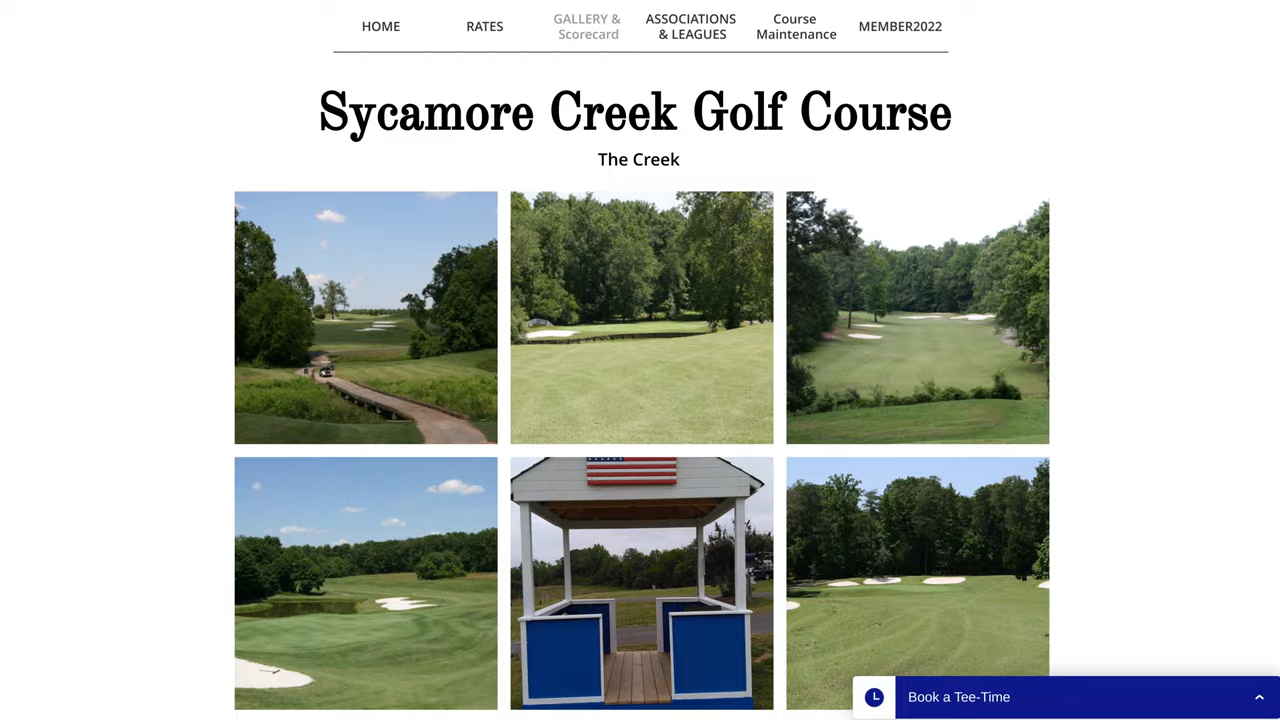 HOME
RATES
GALLERY &
Scorecard
ASSOCIATIONS
& LEAGUES
Course
Maintenance
MEMBER2022
Sycamore Creek Golf Course
The Creek
Book a Tee-Time